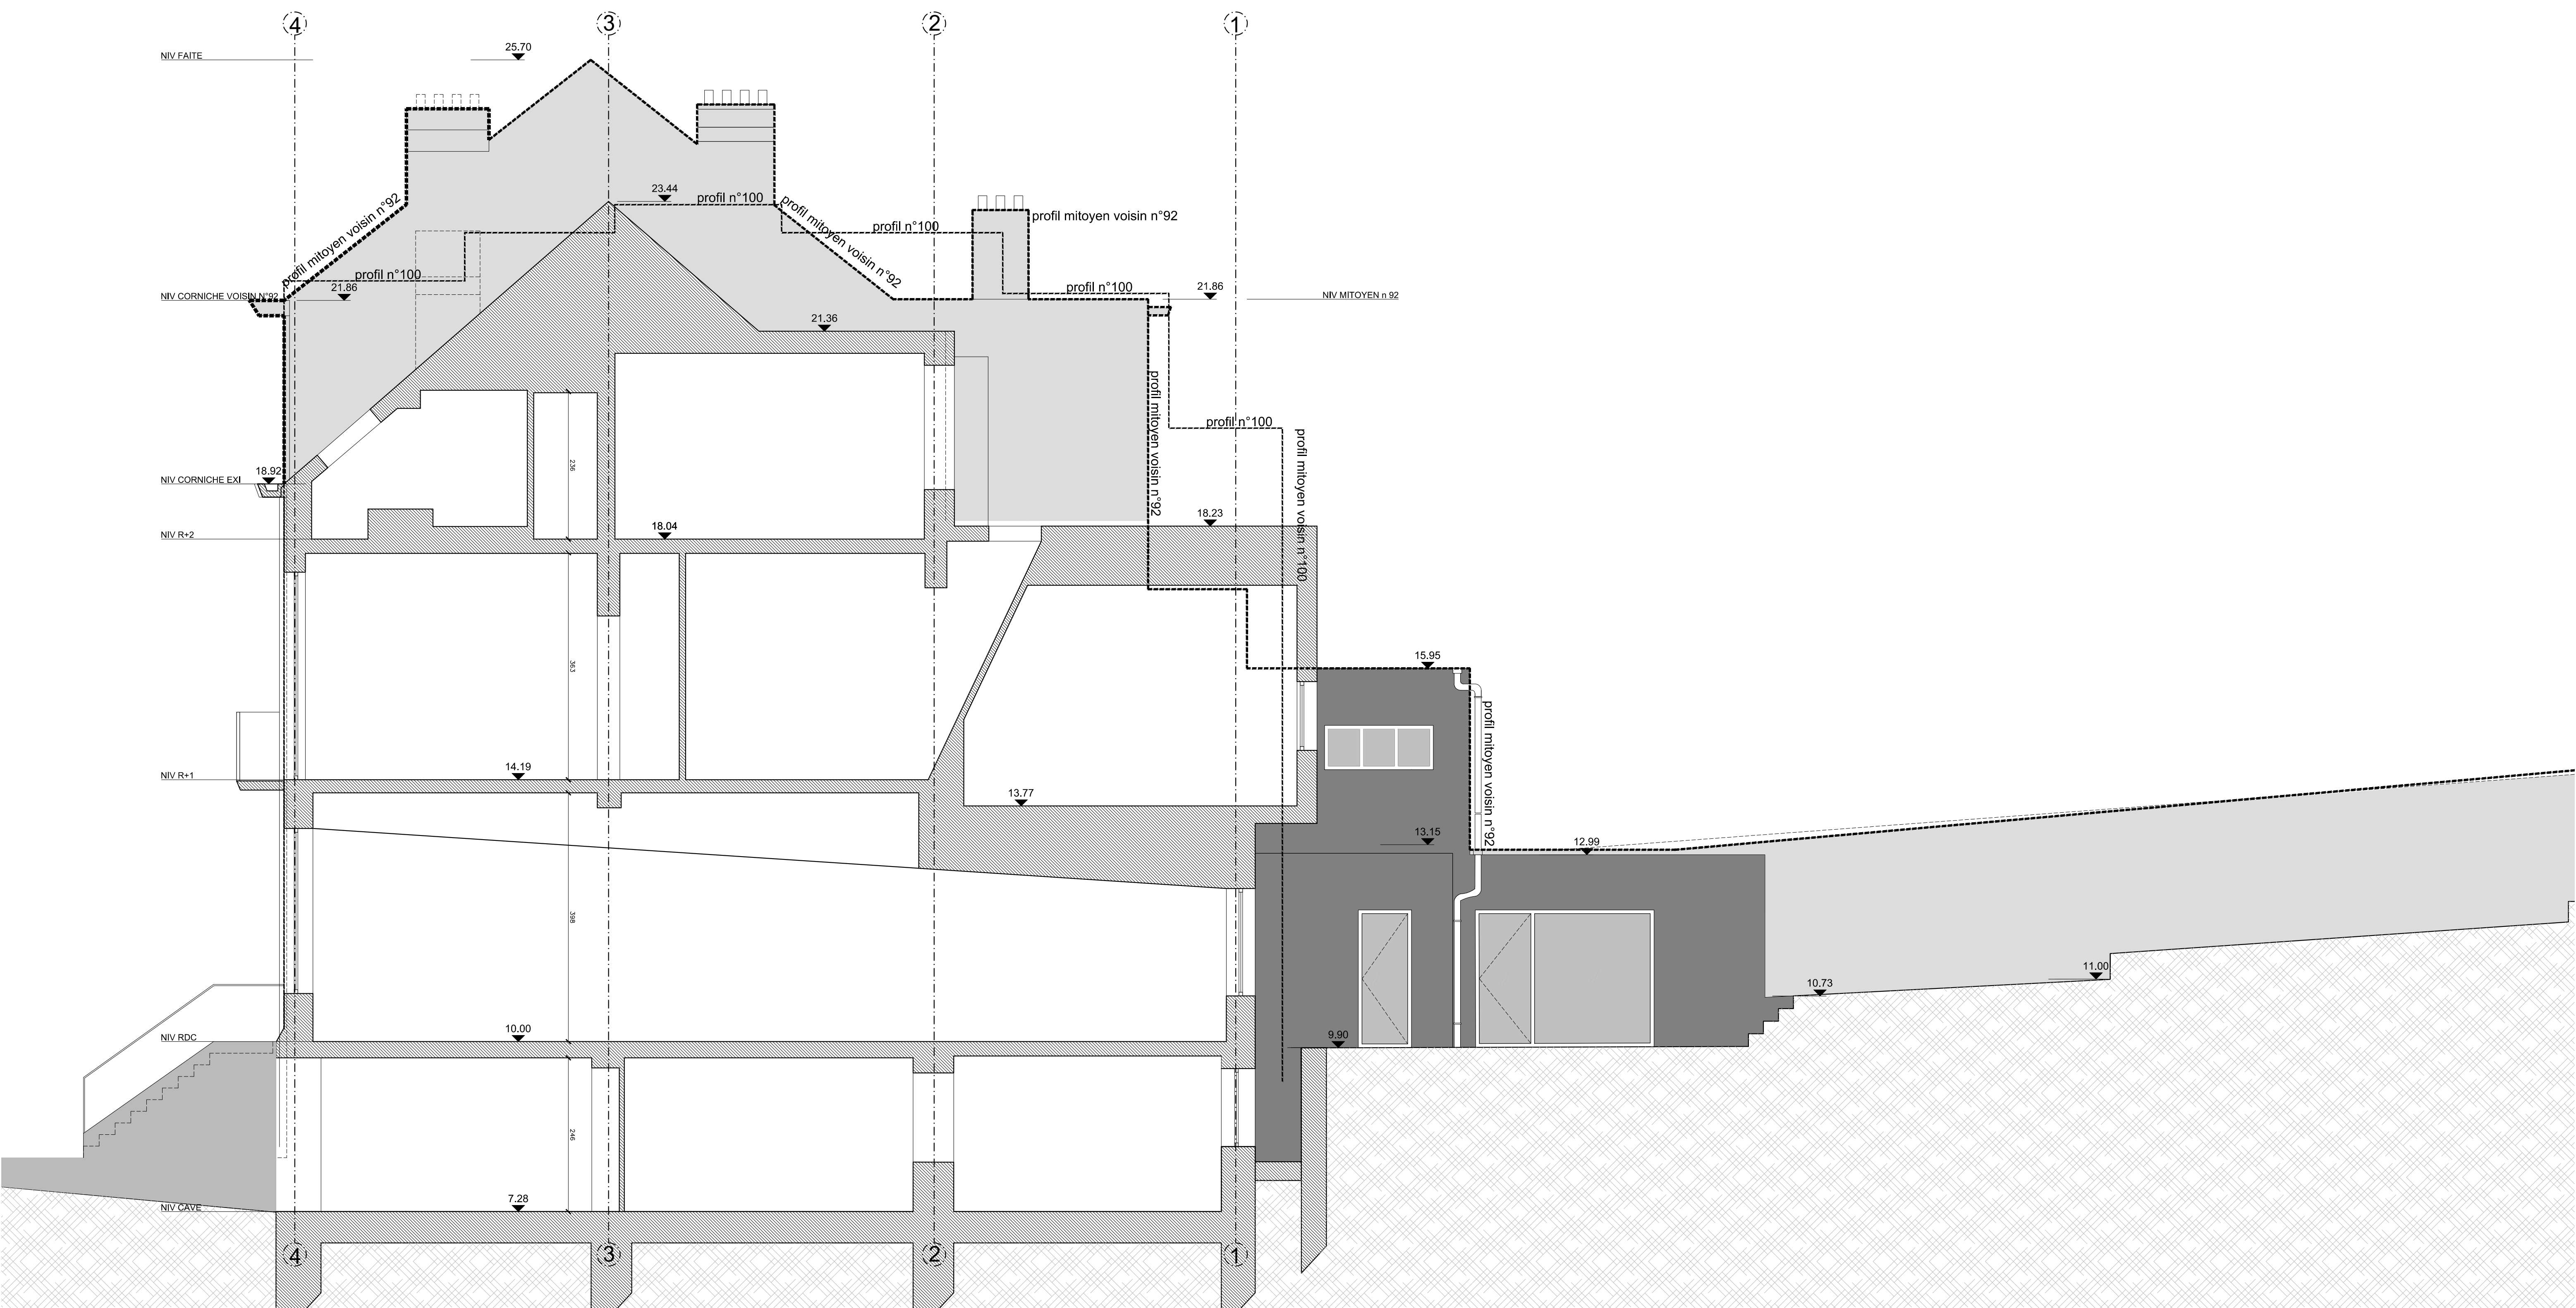 4
3
2
1
NIV FAITE
25.70
23.44
profil n°100
profil mitoyen voisin n°92
profil mitoyen voisin n°92
profil mitoyen voisin n°92
profil n°100
profil n°100
profil n°100
NIV CORNICHE VOISIN N°92
21.86
21.86
NIV MITOYEN n 92
21.36
profil mitoyen voisin n°92
profil n°100
profil mitoyen voisin n°100
236
NIV CORNICHE EXI
18.92
18.23
NIV R+2
18.04
363
15.95
profil mitoyen voisin n°92
NIV R+1
14.19
13.77
13.15
12.99
398
11.00
10.73
NIV RDC
10.00
9.90
246
NIV CAVE
7.28
4
3
2
1